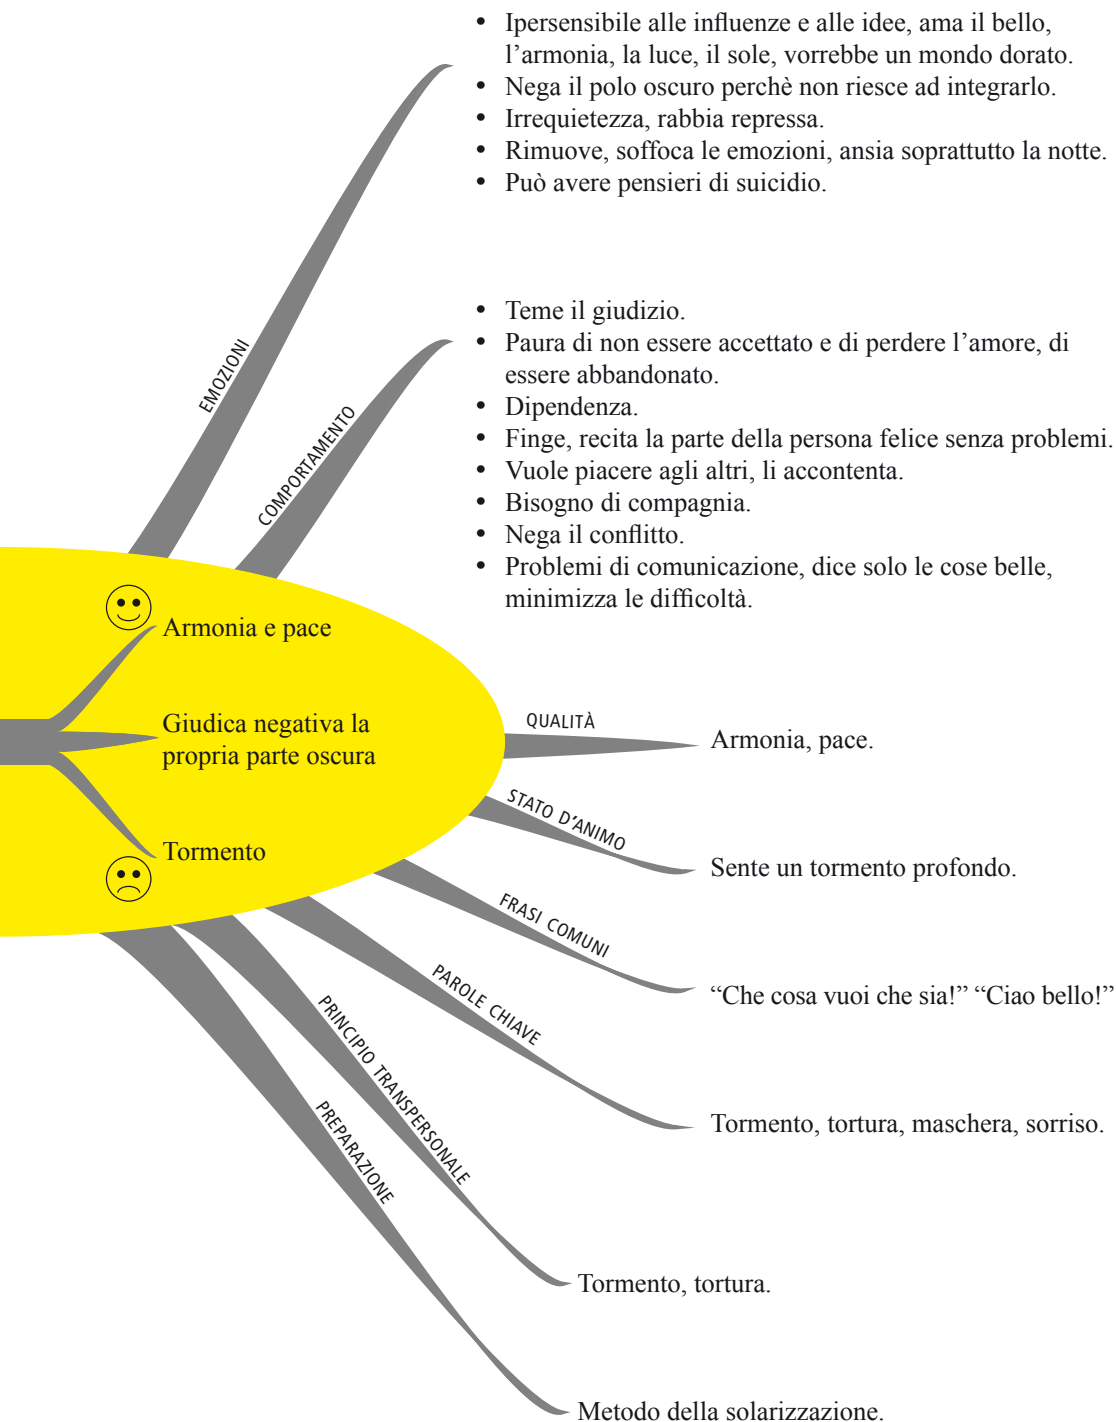 • Ipersensibile alle influenze e alle idee, ama il bello,
l’armonia, la luce, il sole, vorrebbe un mondo dorato.
• Nega il polo oscuro perchè non riesce ad integrarlo.
• Irrequietezza, rabbia repressa.
• Rimuove, soffoca le emozioni, ansia soprattutto la notte.
• Può avere pensieri di suicidio.
EMOZIONI
• Teme il giudizio.
• Paura di non essere accettato e di perdere l’amore, di
essere abbandonato.
• Dipendenza.
• Finge, recita la parte della persona felice senza problemi.
• Vuole piacere agli altri, li accontenta.
• Bisogno di compagnia.
• Nega il conflitto.
• Problemi di comunicazione, dice solo le cose belle,
minimizza le difficoltà.
COMPORTAMENTO
Armonia e pace
Giudica negativa la
propria parte oscura
Tormento
QUALITÀ
Armonia, pace.
STATO D’ANIMO
Sente un tormento profondo.
FRASI COMUNI
“Che cosa vuoi che sia!” “Ciao bello!”
PAROLE CHIAVE
Tormento, tortura, maschera, sorriso.
PRINCIPIO TRANSPERSONALE
Tormento, tortura.
PREPARAZIONE
Metodo della solarizzazione.